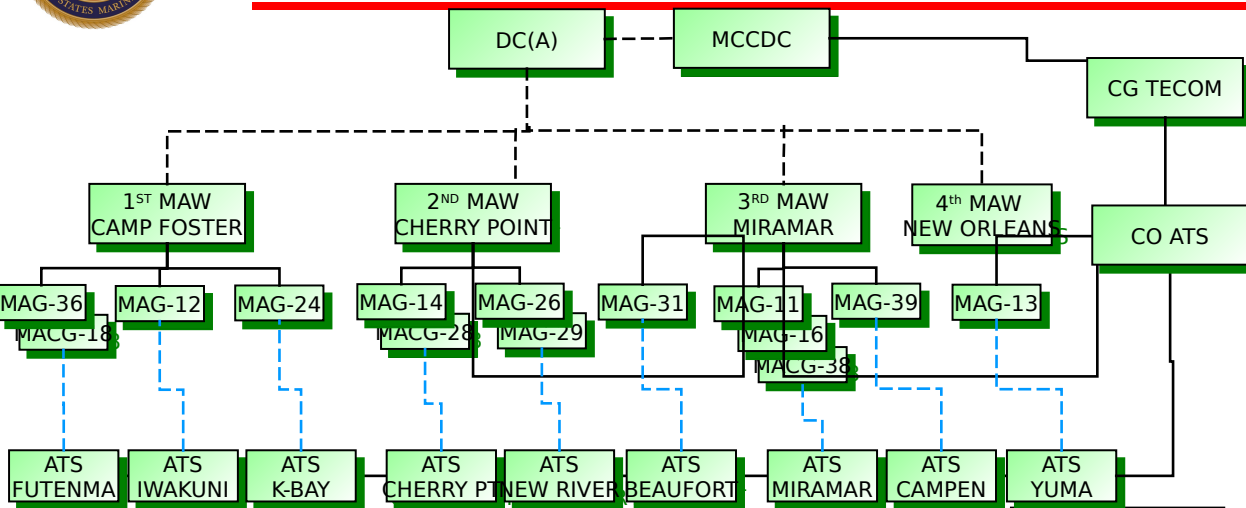 STATES MARIN
DC(A)
MCCDC
CG TECOM
1ST MAW
CAMP FOSTER
2ND MAW
CHERRY POINT
3RD MAW
MIRAMAR
4th MAW
NEW ORLEANS
CO ATS
MAG-36
MACG-18
MAG-12
MAG-24
MAG-14
MACG-28
MAG-26
MAG-29
MAG-31
MAG-11
MAG-16
MACG-38
MAG-39
MAG-13
ATS
FUTENMA
ATS
IWAKUNI
ATS
K-BAY
ATS
CHERRY PT
ATS
NEW RIVER
ATS
BEAUFORT
ATS
MIRAMAR
ATS
CAMPEN
ATS
YUMA